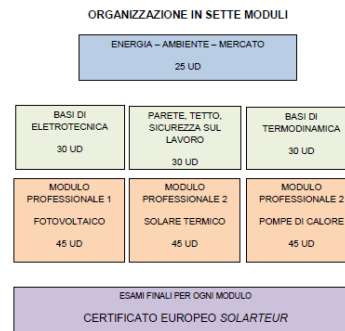 ORGANIZZAZIONE IN SETTE MODULI
ENERGIA – AMBIENTE – MERCATO
25 UD
BASI DI
ELETROTECNICA
30 UD
PARETE, TETTO,
SICUREZZA SUL
LAVORO
30 UD
BASI DI
TERMODINAMICA
30 UD
MODULO
PROFESSIONALE 1
FOTOVOLTAICO
45 UD
MODULO
PROFESSIONALE 2
SOLARE TERMICO
45 UD
MODULO
PROFESSIONALE 2
POMPE DI CALORE
45 UD
ESAMI FINALI PER OGNI MODULO
CERTIFICATO EUROPEO SOLARTEUR